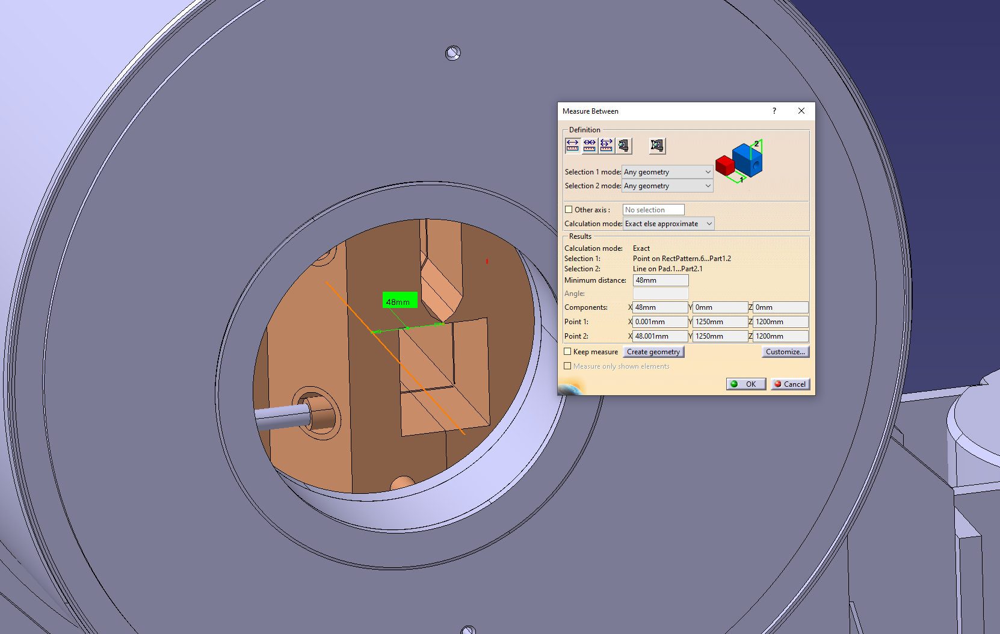 Measure Between
?
Definition
Selection 1 mode: Any geometry
Selection 2 mode: Any geometry
2
1
Other axis : No selection
Calculation mode: Exact else approximate
Results
Calculation mode: Exact
Selection 1: Point on RectPattern.6...Part1.2
Selection 2: Line on Pad.1...Part2.1
Minimum distance: 48mm
Angle:
Components: X 48mm Y 0mm Z 0mm
Point 1: X 0.001mm Y 1250mm Z 1200mm
Point 2: X 48.001mm Y 1250mm Z 1200mm
Keep measure Create geometry Customize...
Measure only shown elements
OK Cancel
48mm